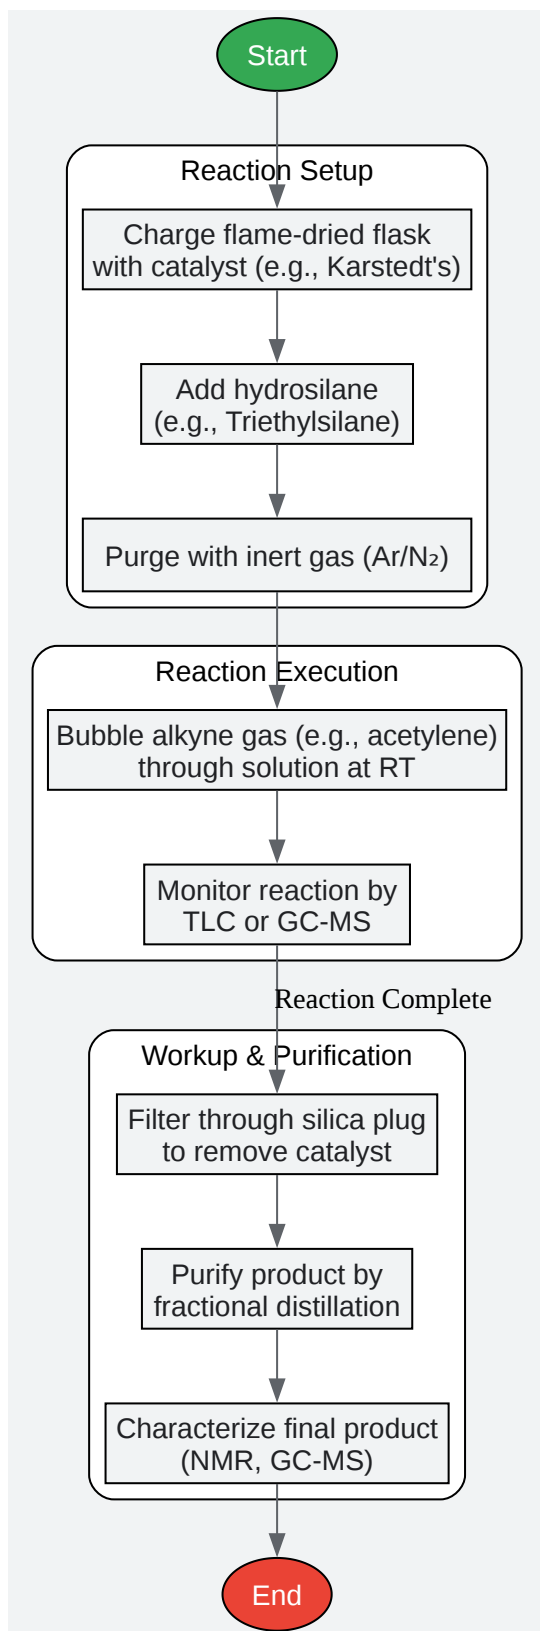 Start
Reaction Setup
Charge flame-dried flask
with catalyst (e.g., Karstedt's)
Add hydrosilane
(e.g., Triethylsilane)
Purge with inert gas (Ar/N₂)
Reaction Execution
Bubble alkyne gas (e.g., acetylene)
through solution at RT
Monitor reaction by
TLC or GC-MS
Reaction Complete
Workup & Purification
Filter through silica plug
to remove catalyst
Purify product by
fractional distillation
Characterize final product
(NMR, GC-MS)
End